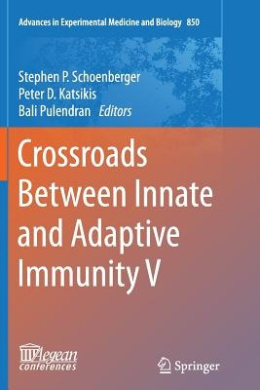 Advances in Experimental Medicine and Biology 850
Stephen P. Schoenberger
Peter D. Katsikis
Bali Pulendran Editors
Crossroads
Between Innate
and Adaptive
Immunity V
Aegean
conferences
Springer